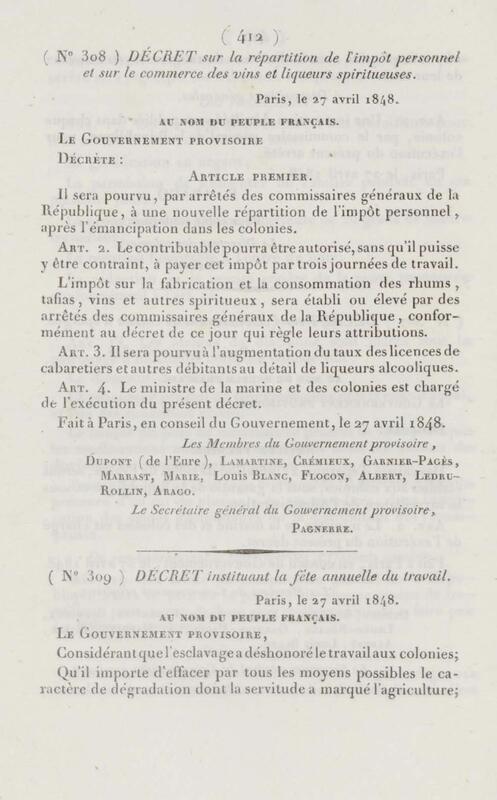 ( 412 )
( N° 308 ) DÉCRET sur la répartition de l'impôt personnel
et sur le commerce des vins et liqueurs spiritueuses.
Paris, le 27 avril 1848.
AU NOM DU PEUPLE FRANÇAIS.
LE GOUVERNEMENT PROVISOIRE
DÉCRÈTE :
ARTICLE PREMIER.
Il sera pourvu, par arrêtés des commissaires généraux de la
République, à une nouvelle répartition de l'impôt personnel,
après l'émancipation dans les colonies.
ART. 2. Le contribuable pourra être autorisé, sans qu'il puisse
y être contraint, à payer cet impôt par trois journées de travail.
L'impôt sur la fabrication et la consommation des rhums,
tafias, vins et autres spiritueux, sera établi ou élevé par des
arrêtés des commissaires généraux de la République, confor-
mément au décret de ce jour qui règle leurs attributions.
ART. 3. Il sera pourvu à l'augmentation du taux des licences de
cabaretiers et autres débitants au détail de liqueurs alcooliques.
ART. 4. Le ministre de la marine et des colonies est chargé
de l'exécution du présent décret.
Fait à Paris, en conseil du Gouvernement, le 27 avril 1848.
Les Membres du Gouvernement provisoire,
DUPONT (de l'Eure), LAMARTINE, CRÉMIEUX, GARNIER-PAGÈS,
MARRAST, MARIE, LOUIS BLANC, FLOCON, ALBERT, LEDRU-
ROLLIN, ARAGO.
Le Secrétaire général du Gouvernement provisoire,
PAGNERRE.
( N° 309 ) DÉCRET instituant la fête annuelle du travail.
Paris, le 27 avril 1848.
AU NOM DU PEUPLE FRANÇAIS.
LE GOUVERNEMENT PROVISOIRE,
Considérant que l'esclavage a déshonoré le travail aux colonies;
Qu'il importe d'effacer par tous les moyens possibles le ca-
ractère de dégradation dont la servitude a marqué l'agriculture;